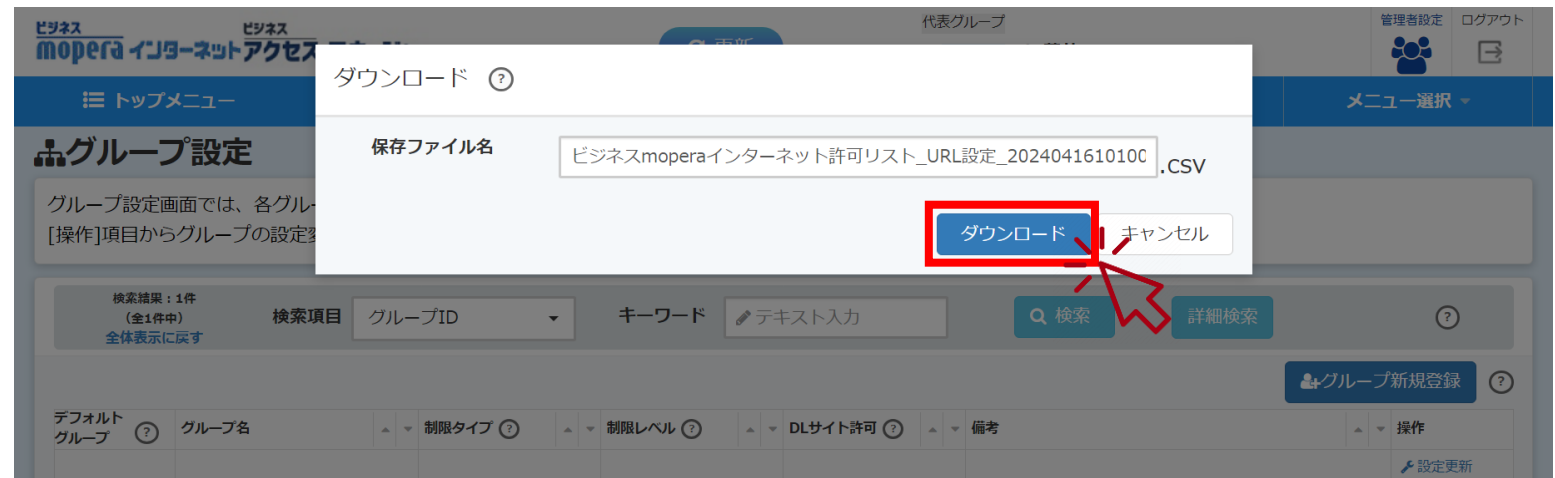 ビジネス
moperaインターネット
ビジネス
アクセス
更新
代表グループ
管理者設定
ログアウト
トップメニュー
メニュー選択
ダウンロード ?
保存ファイル名
ビジネスmoperaインターネット許可リスト_URL設定_2024041610100
.CSV
ダウンロード
キャンセル
グループ設定
グループ設定画面では、各グル
[操作]項目からグループの設定
検索結果:1件
(全1件中)
全体表示に戻す
検索項目
グループID
キーワード
テキスト入力
検索
詳細検索
?
グループ新規登録
?
デフォルト
グループ
?
グループ名
制限タイプ ?
制限レベル ?
DLサイト許可 ?
備考
操作
設定更新